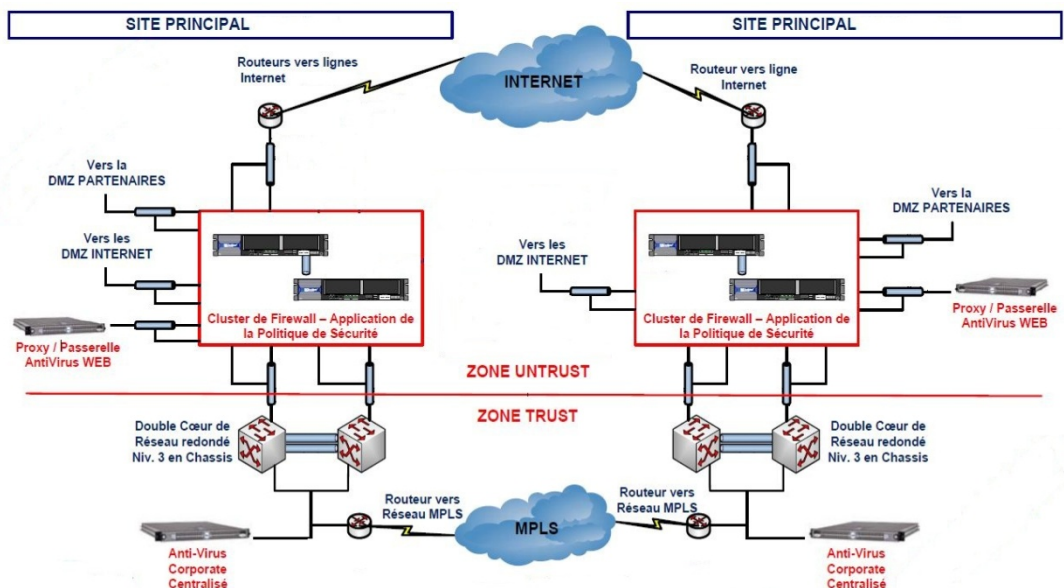 SITE PRINCIPAL
SITE PRINCIPAL
Routeurs vers lignes
Internet
INTERNET
Routeur vers ligne
Internet
Vers la
DMZ PARTENAIRES
Vers la
DMZ PARTENAIRES
Vers les
DMZ INTERNET
Vers les
DMZ INTERNET
Proxy / Passerelle
AntiVirus WEB
Cluster de Firewall – Application de
la Politique de Sécurité
Cluster de Firewall – Application de
la Politique de Sécurité
Proxy / Passerelle
AntiVirus WEB
ZONE UNTRUST
ZONE TRUST
Double Cœur de
Réseau redondé
Niv. 3 en Chassis
Double Cœur de
Réseau redondé
Niv. 3 en Chassis
Routeur vers
Réseau MPLS
MPLS
Routeur vers
Réseau MPLS
Anti-Virus
Corporate
Centralisé
Anti-Virus
Corporate
Centralisé